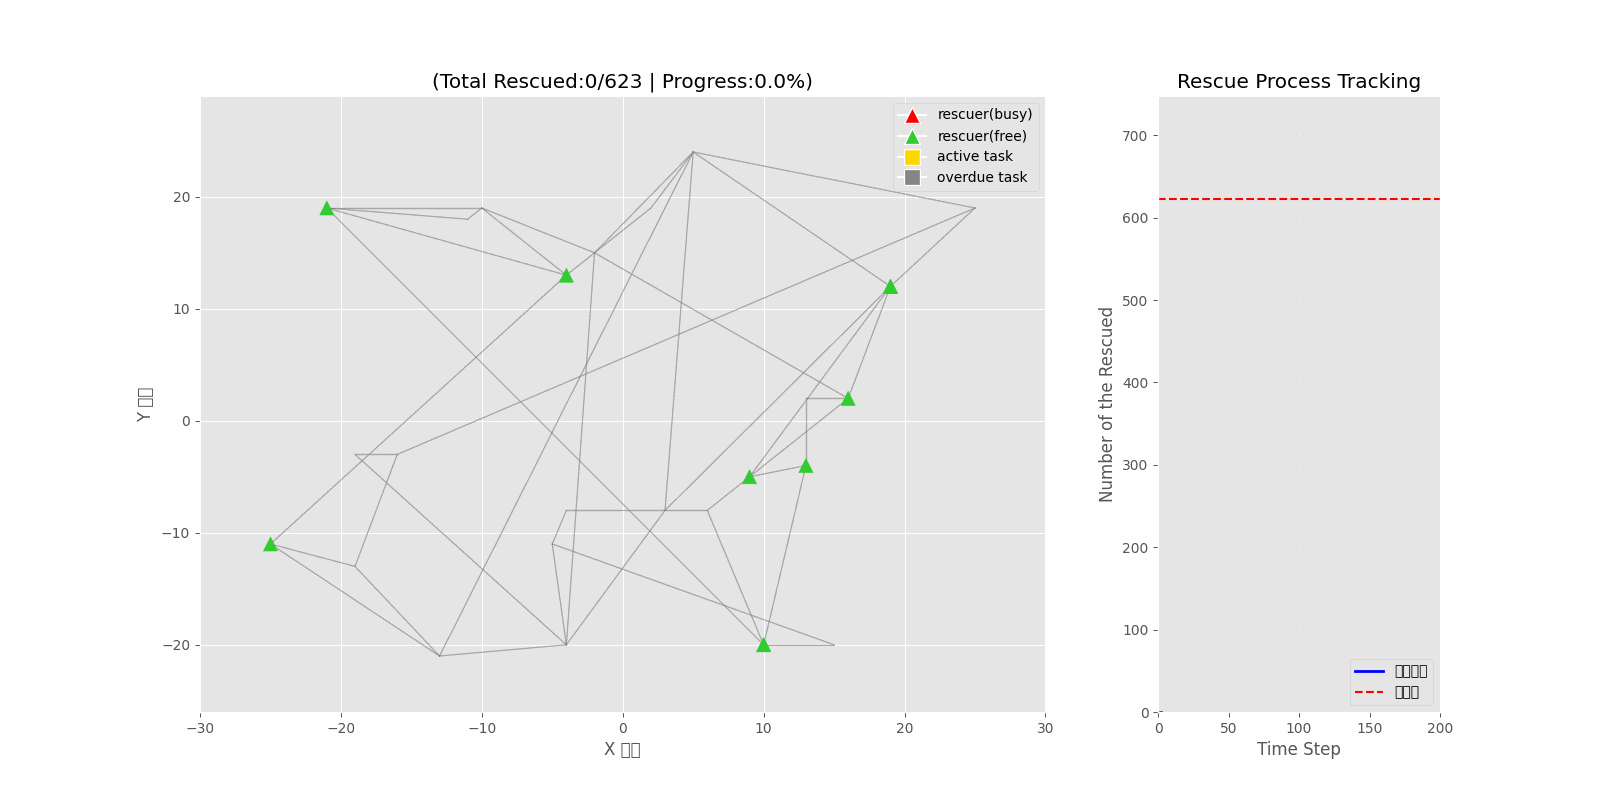 (Total Rescued:0/623 | Progress:0.0%)
rescuer(busy)
rescuer(free)
active task
overdue task
20
10
0
−10
−20
Y
−30
−20
−10
0
10
20
30
X
Rescue Process Tracking
700
600
500
400
300
200
100
0
Number of the Rescued
0
50
100
150
200
Time Step